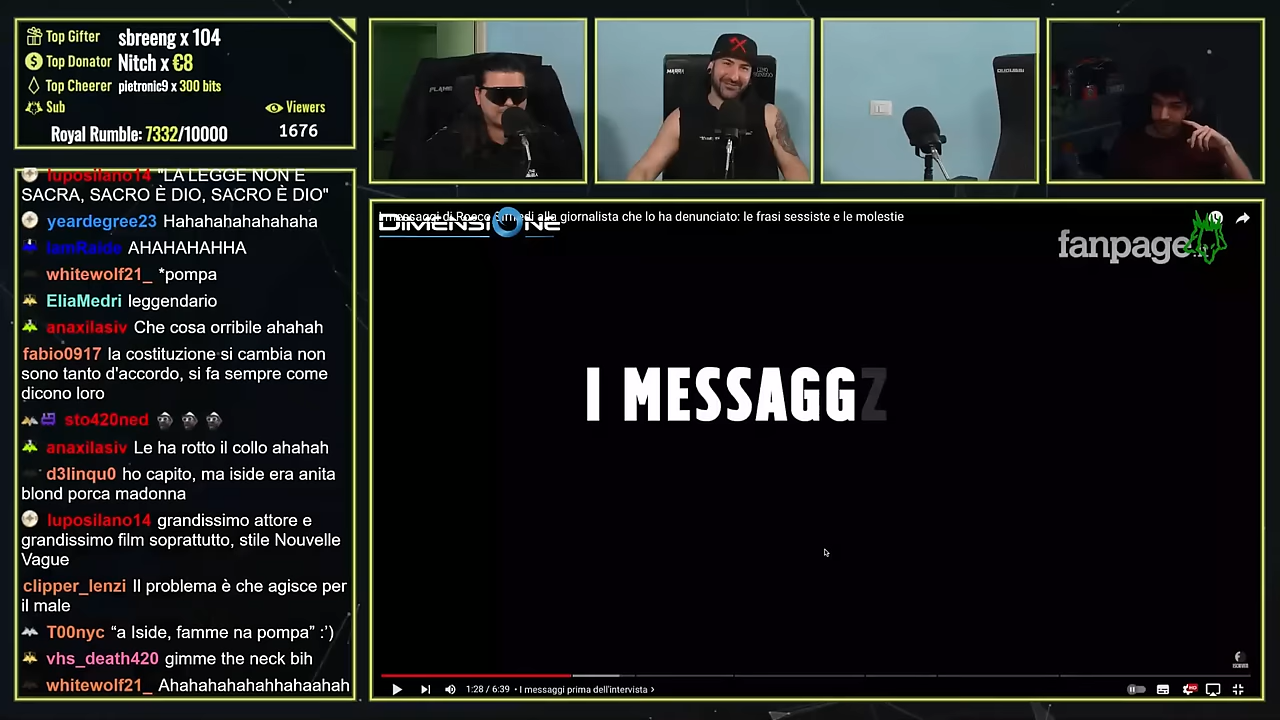 Top Gifter sbreeng x 104
Top Donator Nitch x €8
Top Cheerer pietronic9 x 300 bits
Sub
Viewers
Royal Rumble: 7332/10000
1676
luposilano14 "LA LEGGE NON È
SACRA, SACRO È DIO, SACRO È DIO"
yeardegree23 Hahahahahahahaha
IamRaide AHAHAHAHHA
whitewolf21_ *pompa
EliaMedri leggendario
anaxilasiv Che cosa orribile ahahah
fabio0917 la costituzione si cambia non
sono tanto d'accordo, si fa sempre come
dicono loro
sto420ned
anaxilasiv Le ha rotto il collo ahahah
d3linqu0 ho capito, ma iside era anita
blond porca madonna
luposilano14 grandissimo attore e
grandissimo film soprattutto, stile Nouvelle
Vague
clipper_lenzi Il problema è che agisce per
il male
T00nyc “a Iside, famme na pompa” :’)
vhs_death420 gimme the neck bih
whitewolf21_ Ahahahahahahhahaahah
I messaggi di Rocco Siffredi alla giornalista che lo ha denunciato: le frasi sessiste e le molestie
DIMENSIONE
fanpage
I MESSAGGZ
1:28 / 6:39 • I messaggi prima dell'intervista ›